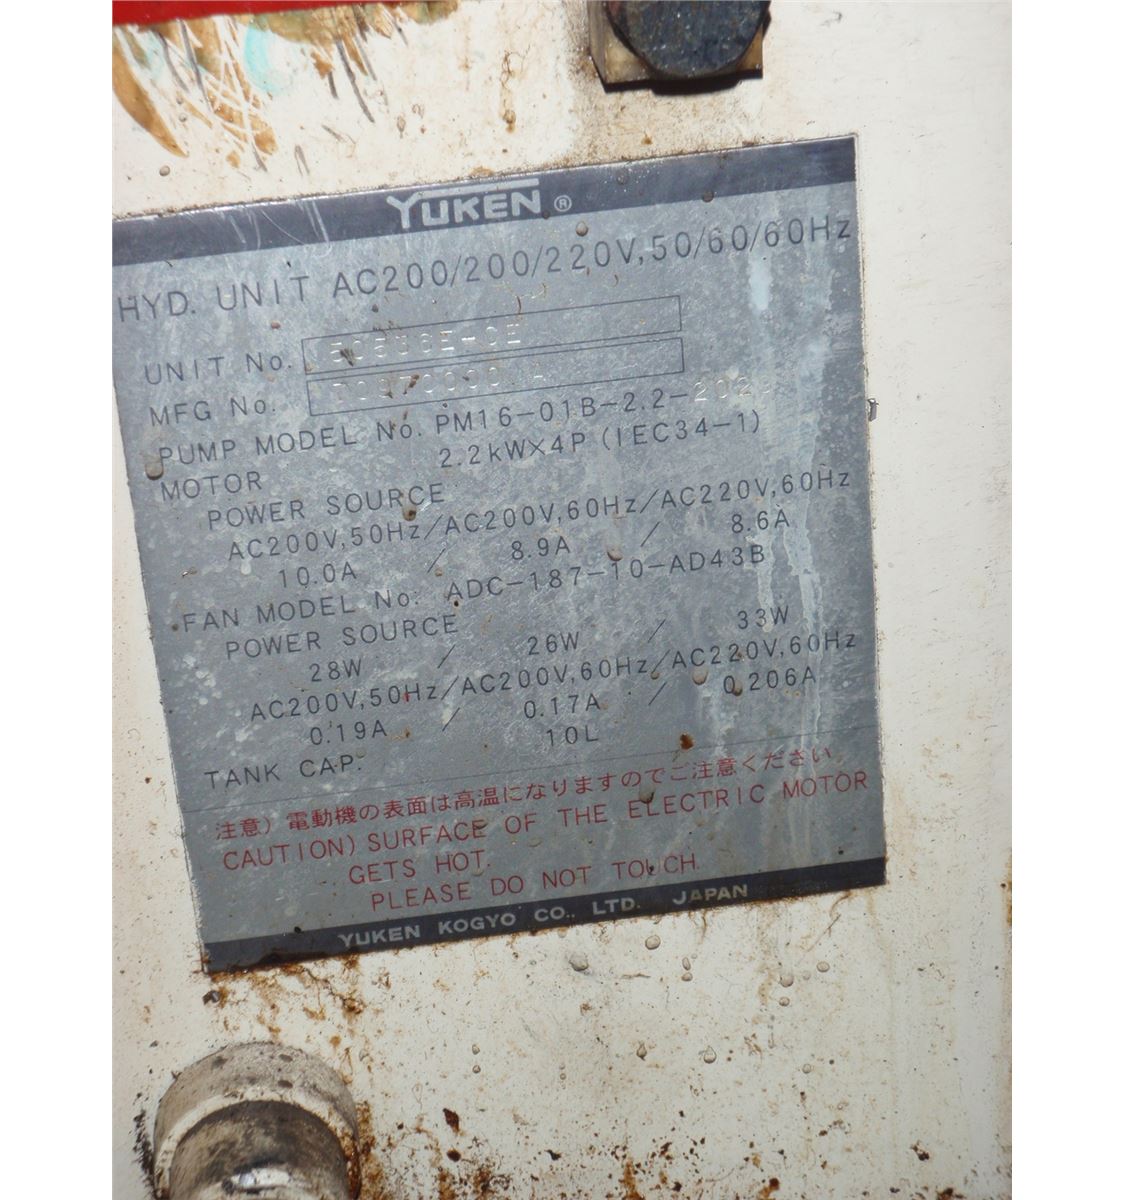 YUKEN ®
HYD. UNIT AC200/200/220V,50/60/60Hz
UNIT No.
MFG No.
PUMP MODEL No. PM16-01B-2.2-202
MOTOR 2.2kW×4P (IEC34-1)
POWER SOURCE
AC200V,50Hz/AC200V,60Hz/AC220V,60Hz
10.0A / 8.9A / 8.6A
FAN MODEL No. ADC-187-10-AD43B
POWER SOURCE
28W / 26W / 33W
AC200V,50Hz/AC200V,60Hz/AC220V,60Hz
0.19A / 0.17A / 0.206A
TANK CAP. 10L
注意) 電動機の表面は高温になりますのでご注意ください。
CAUTION) SURFACE OF THE ELECTRIC MOTOR
GETS HOT.
PLEASE DO NOT TOUCH.
YUKEN KOGYO CO., LTD. JAPAN